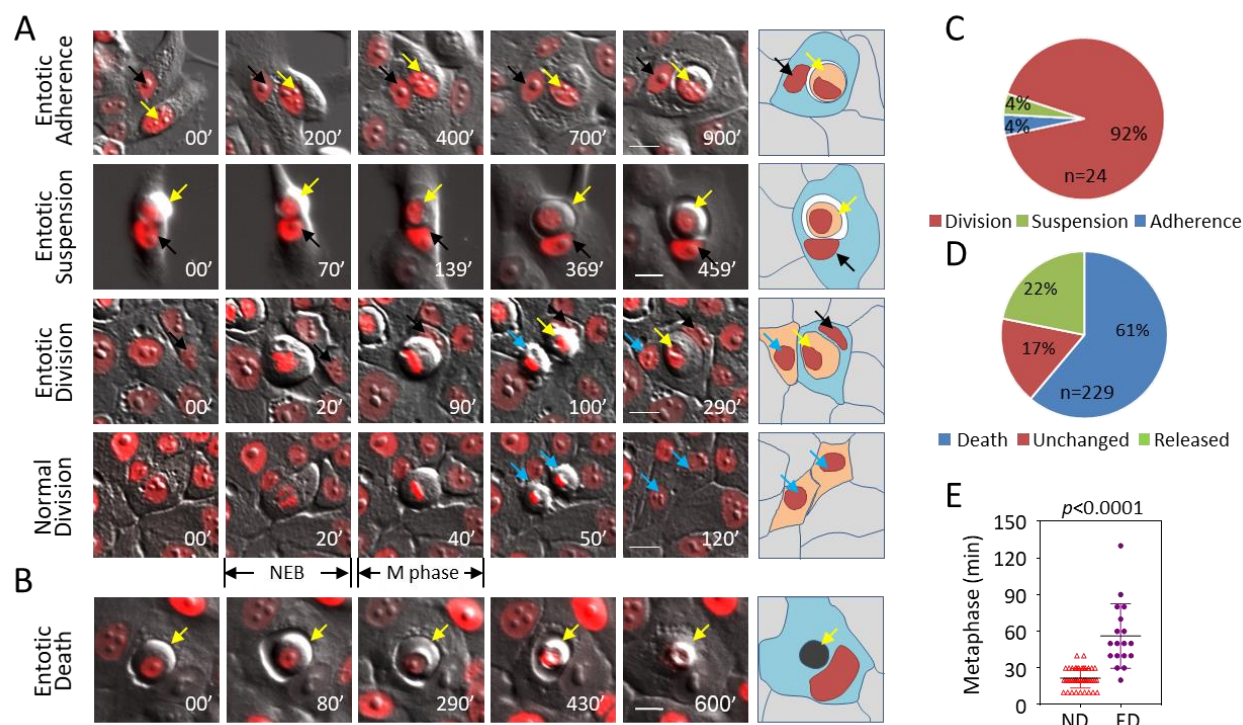 A
Entotic
Adherence
00’
200’
400’
700’
900’
Entotic
Suspension
00’
70’
139’
369’
459’
Entotic
Division
00’
20’
90’
100’
290’
Normal
Division
00’
20’
40’
50’
120’
NEB
M phase
B
Entotic
Death
00’
80’
290’
430’
600’
C
4%
4%
92%
n=24
Division Suspension Adherence
D
22%
61%
17%
n=229
Death Unchanged Released
E
p<0.0001
Metaphase (min)
150
120
90
60
30
0
ND ED